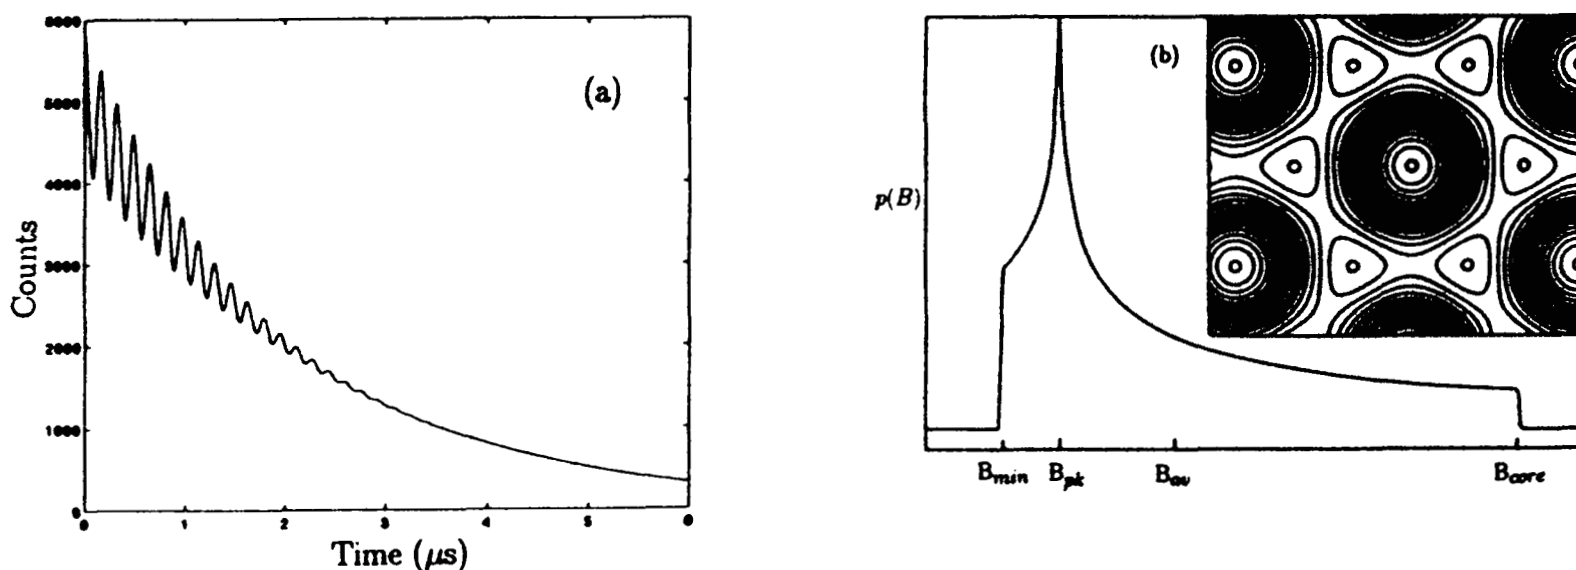 6000
5000
4000
3000
2000
1000
0
Counts
0 1 2 3 4 5 6
Time (μs)
(a)
(b)
p(B)
B_min B_pk B_av B_core